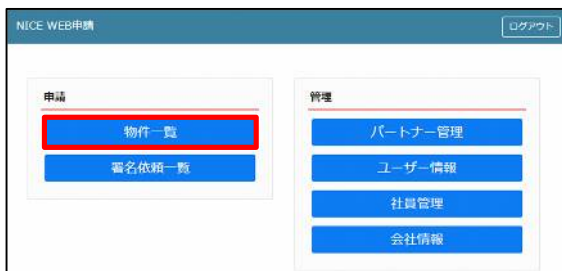 NICE WEB申請
ログアウト
申請
物件一覧
署名依頼一覧
管理
パートナー管理
ユーザー情報
社員管理
会社情報